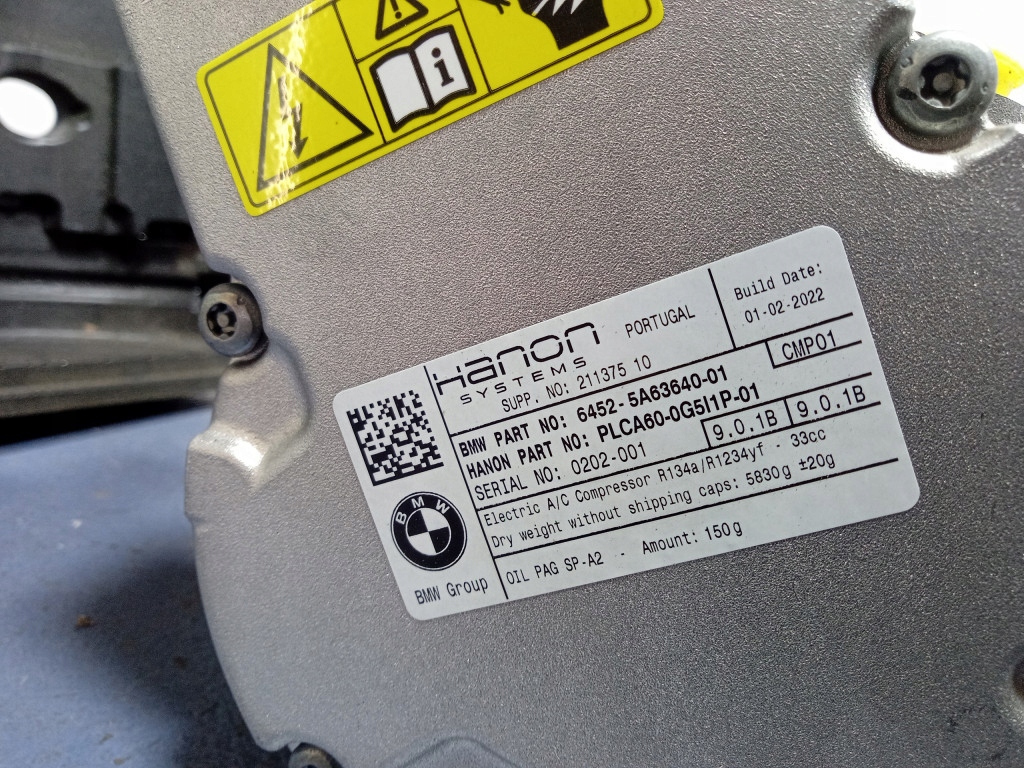 i
HANON
SYSTEMS
PORTUGAL
Build Date:
01-02-2022
SUPP. NO: 211375 10
CMP01
BMW PART NO: 6452-5A63640-01
HANON PART NO: PLCA60-0G5I1P-01
SERIAL NO: 0202-001
9.0.1B
9.0.1B
Electric A/C Compressor R134a/R1234yf - 33cc
Dry weight without shipping caps: 5830g ±20g
OIL PAG SP-A2 - Amount: 150g
BMW
BMW Group